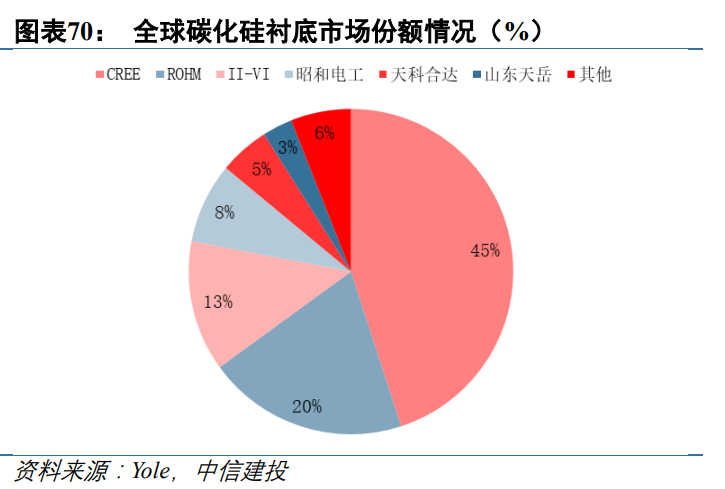 图表70： 全球碳化硅衬底市场份额情况（%）
CREE ROHM II-VI 昭和电工 天科合达 山东天岳 其他
6%
3%
5%
8%
45%
13%
20%
资料来源：Yole，中信建投